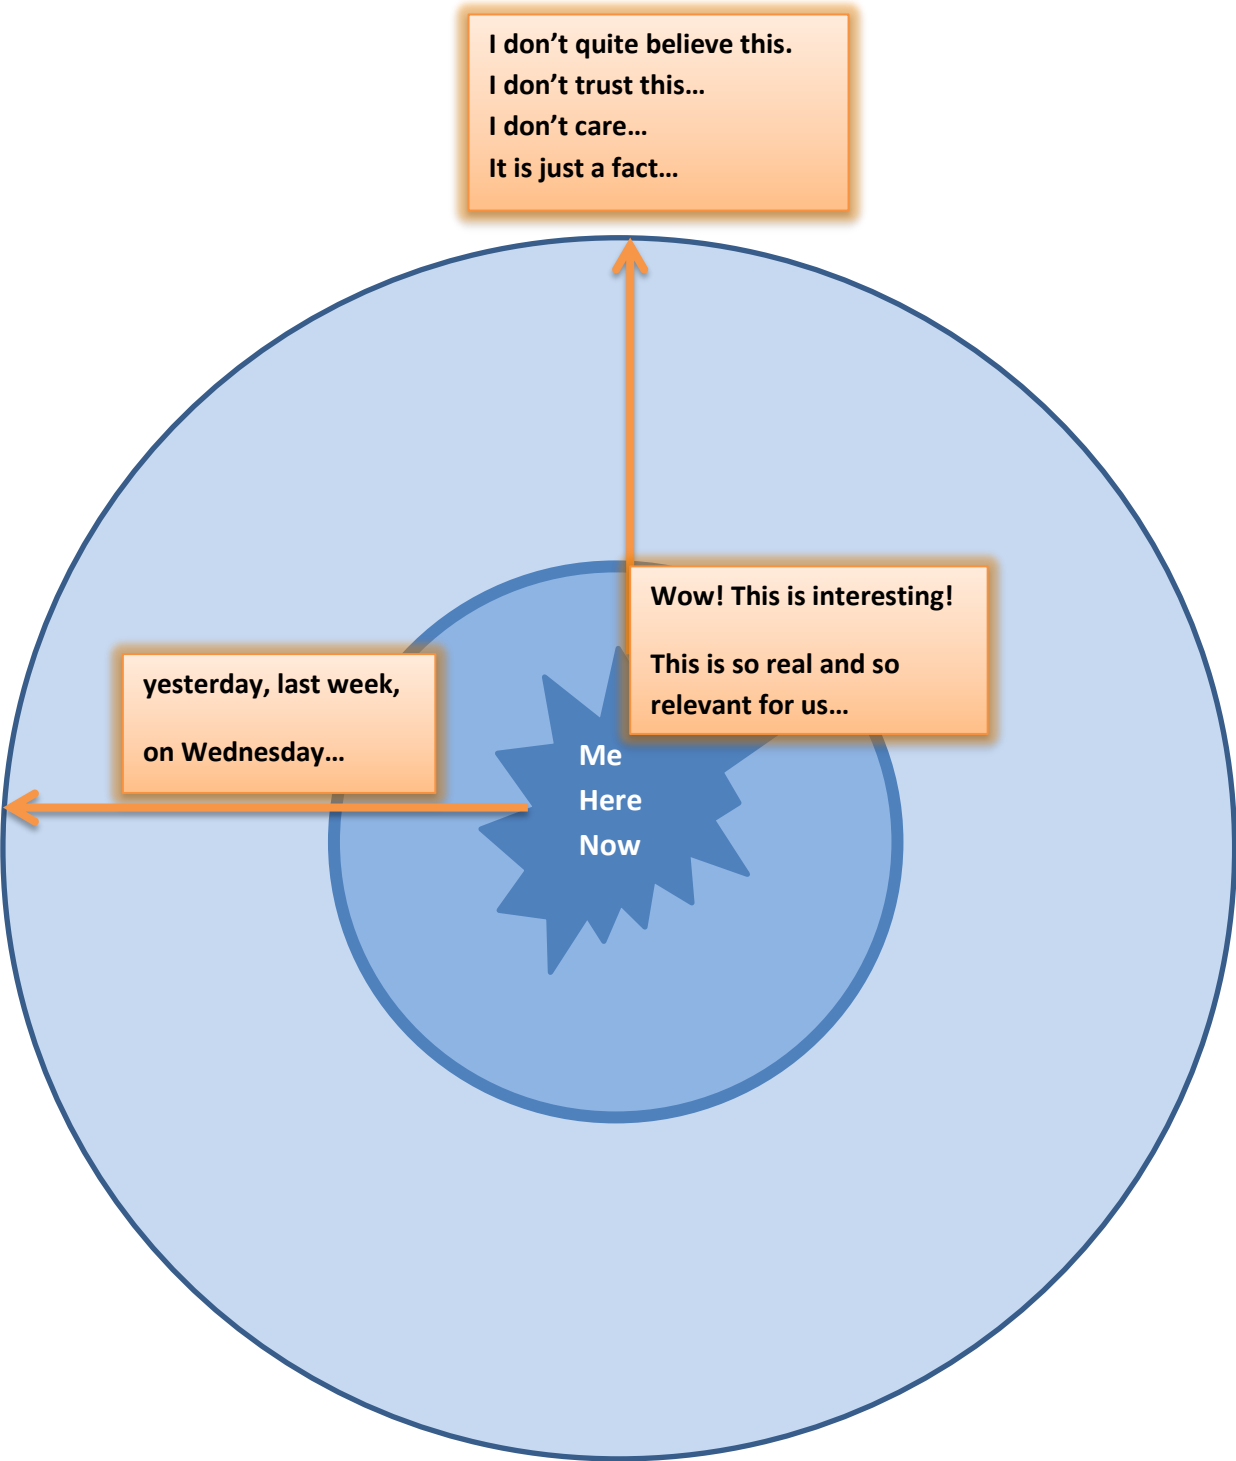 I don’t quite believe this.
I don’t trust this…
I don’t care…
It is just a fact…
Wow! This is interesting!
This is so real and so
relevant for us…
yesterday, last week,
on Wednesday…
Me
Here
Now